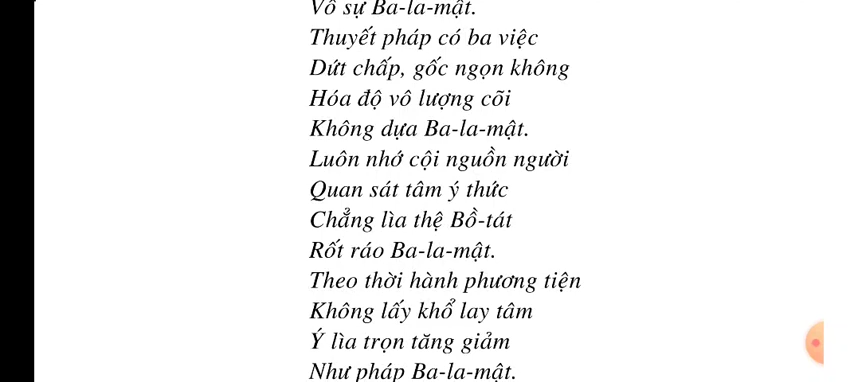 Vô sự Ba-la-mật.
Thuyết pháp có ba việc
Dứt chấp, gốc ngọn không
Hóa độ vô lượng cõi
Không dựa Ba-la-mật.
Luôn nhớ cội nguồn người
Quan sát tâm ý thức
Chẳng lìa thệ Bồ-tát
Rốt ráo Ba-la-mật.
Theo thời hành phương tiện
Không lấy khổ lay tâm
Ý lìa trọn tăng giảm
Như pháp Ba-la-mật.